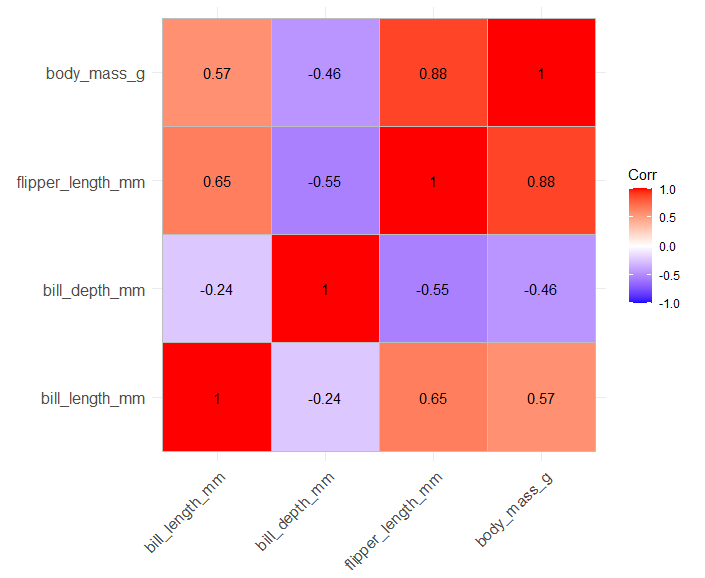 body_mass_g
0.57
-0.46
0.88
1
flipper_length_mm
0.65
-0.55
1
0.88
bill_depth_mm
-0.24
1
-0.55
-0.46
bill_length_mm
1
-0.24
0.65
0.57
bill_length_mm
bill_depth_mm
flipper_length_mm
body_mass_g
Corr
1.0
0.5
0.0
-0.5
-1.0